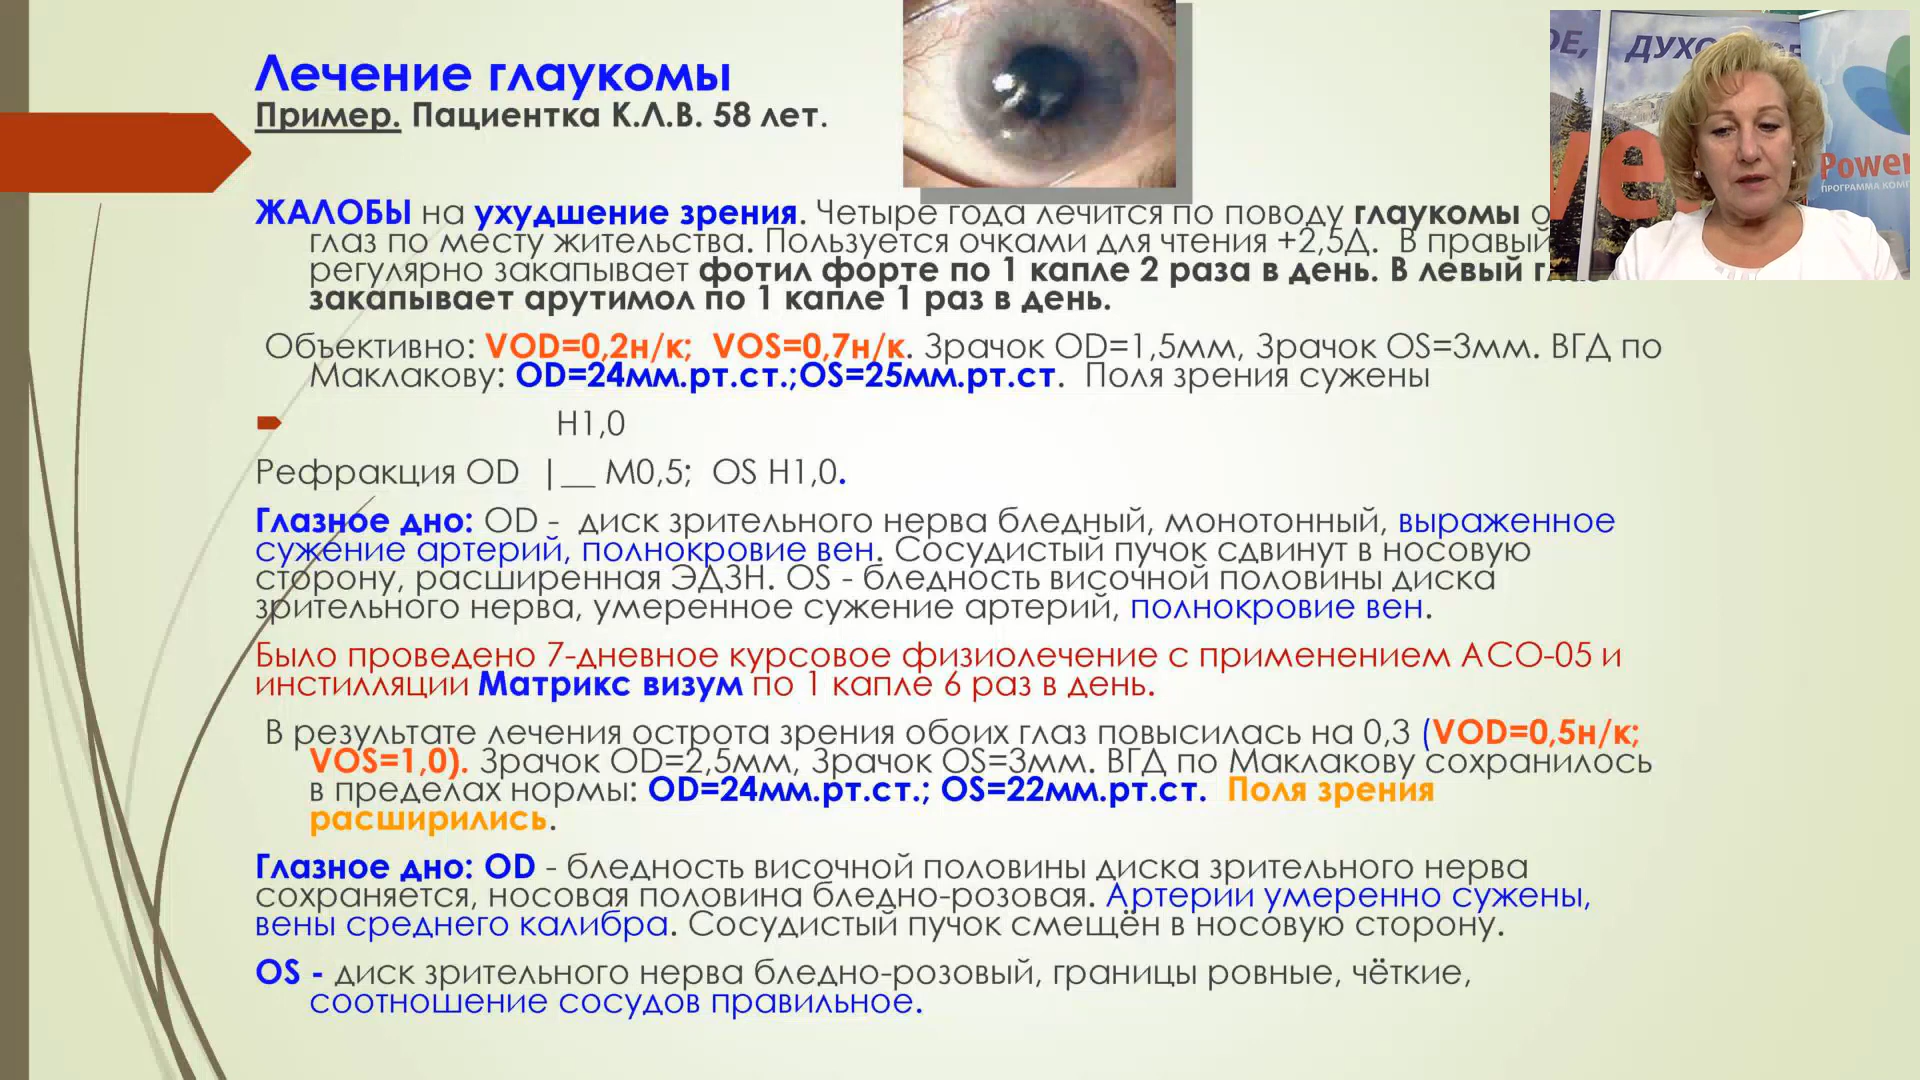 Лечение глаукомы
Пример. Пациентка К.Л.В. 58 лет.
ЖАЛОБЫ на ухудшение зрения. Четыре года лечится по поводу глаукомы
глаз по месту жительства. Пользуется очками для чтения +2,5Д. В правый
регулярно закапывает фотил форте по 1 капле 2 раза в день. В левый
закапывает арутимол по 1 капле 1 раз в день.
Объективно: VOD=0,2н/к; VOS=0,7н/к. Зрачок OD=1,5мм, Зрачок OS=3мм. ВГД по
Маклакову: OD=24мм.рт.ст.;OS=25мм.рт.ст. Поля зрения сужены
Н1,0
Рефракция OD |__ М0,5; OS Н1,0.
Глазное дно: OD - диск зрительного нерва бледный, монотонный, выраженное
сужение артерий, полнокровие вен. Сосудистый пучок сдвинут в носовую
сторону, расширенная ЭДЗН. OS - бледность височной половины диска
зрительного нерва, умеренное сужение артерий, полнокровие вен.
Было проведено 7-дневное курсовое физиолечение с применением АСО-05 и
инстилляции Матрикс визум по 1 капле 6 раз в день.
В результате лечения острота зрения обоих глаз повысилась на 0,3 (VOD=0,5н/к;
VOS=1,0). Зрачок OD=2,5мм, Зрачок OS=3мм. ВГД по Маклакову сохранилось
в пределах нормы: OD=24мм.рт.ст.; OS=22мм.рт.ст. Поля зрения
расширились.
Глазное дно: OD - бледность височной половины диска зрительного нерва
сохраняется, носовая половина бледно-розовая. Артерии умеренно сужены,
вены среднего калибра. Сосудистый пучок смещён в носовую сторону.
OS - диск зрительного нерва бледно-розовый, границы ровные, чёткие,
соотношение сосудов правильное.
Power
ПРОГРАММА